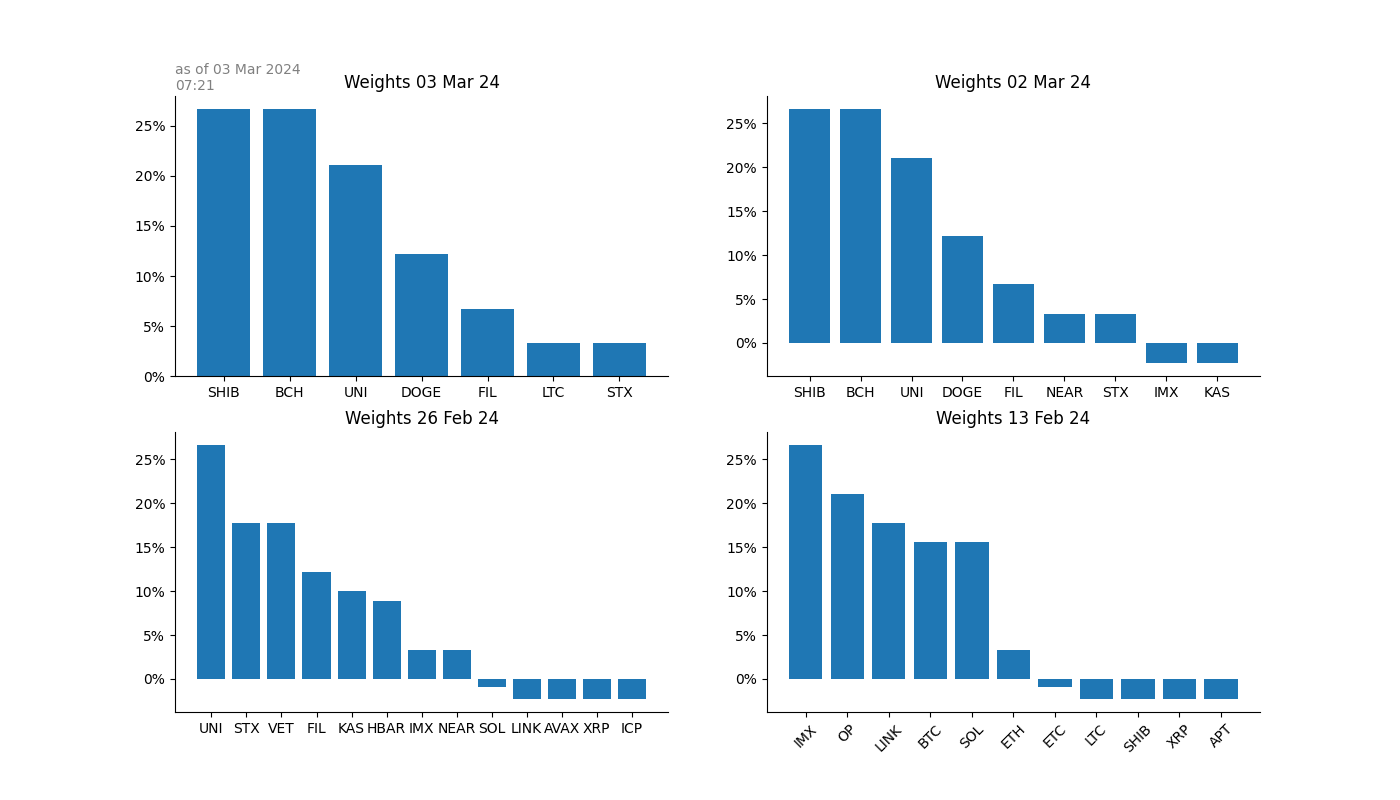 as of 03 Mar 2024
07:21
Weights 03 Mar 24
25%
20%
15%
10%
5%
0%
SHIB BCH UNI DOGE FIL LTC STX
Weights 02 Mar 24
25%
20%
15%
10%
5%
0%
SHIB BCH UNI DOGE FIL NEAR STX IMX KAS
Weights 26 Feb 24
25%
20%
15%
10%
5%
0%
UNI STX VET FIL KAS HBAR IMX NEAR SOL LINK AVAX XRP ICP
Weights 13 Feb 24
25%
20%
15%
10%
5%
0%
IMX OP LINK BTC SOL ETH ETC LTC SHIB XRP APT